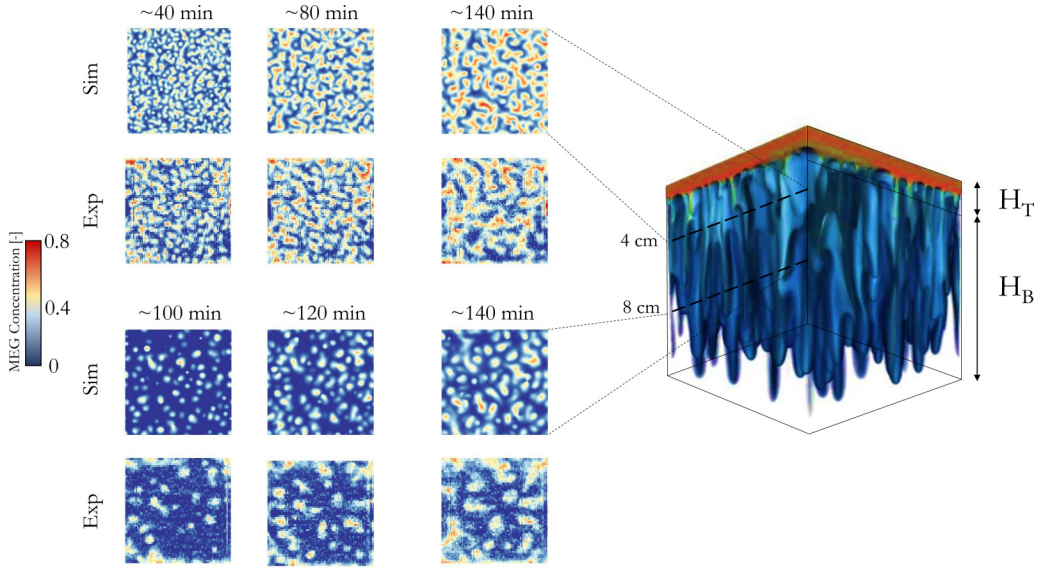 ~40 min
~80 min
~140 min
Sim
Exp
MEG Concentration [-]
0.8
0.4
0
~100 min
~120 min
~140 min
Sim
Exp
4 cm
8 cm
H_T
H_B